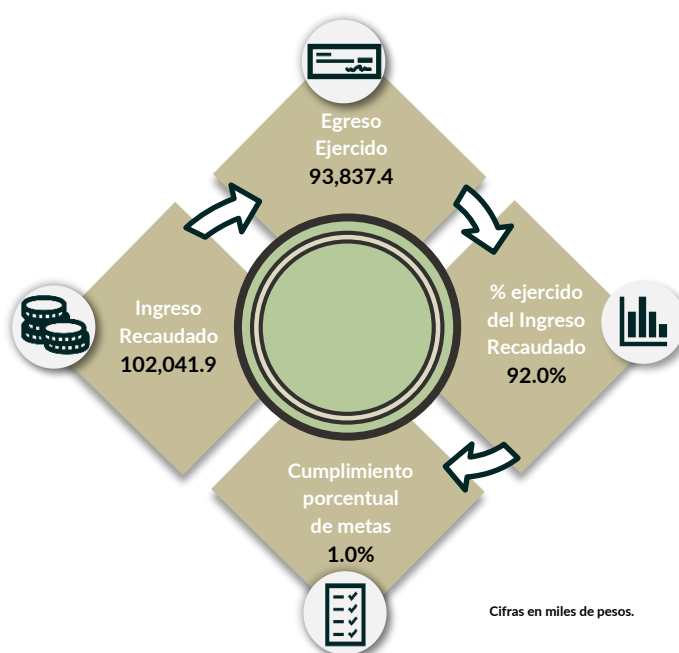 Egreso
Ejercido
93,837.4
Ingreso
Recaudado
102,041.9
% ejercido
del Ingreso
Recaudado
92.0%
Cumplimiento
porcentual
de metas
1.0%
Cifras en miles de pesos.